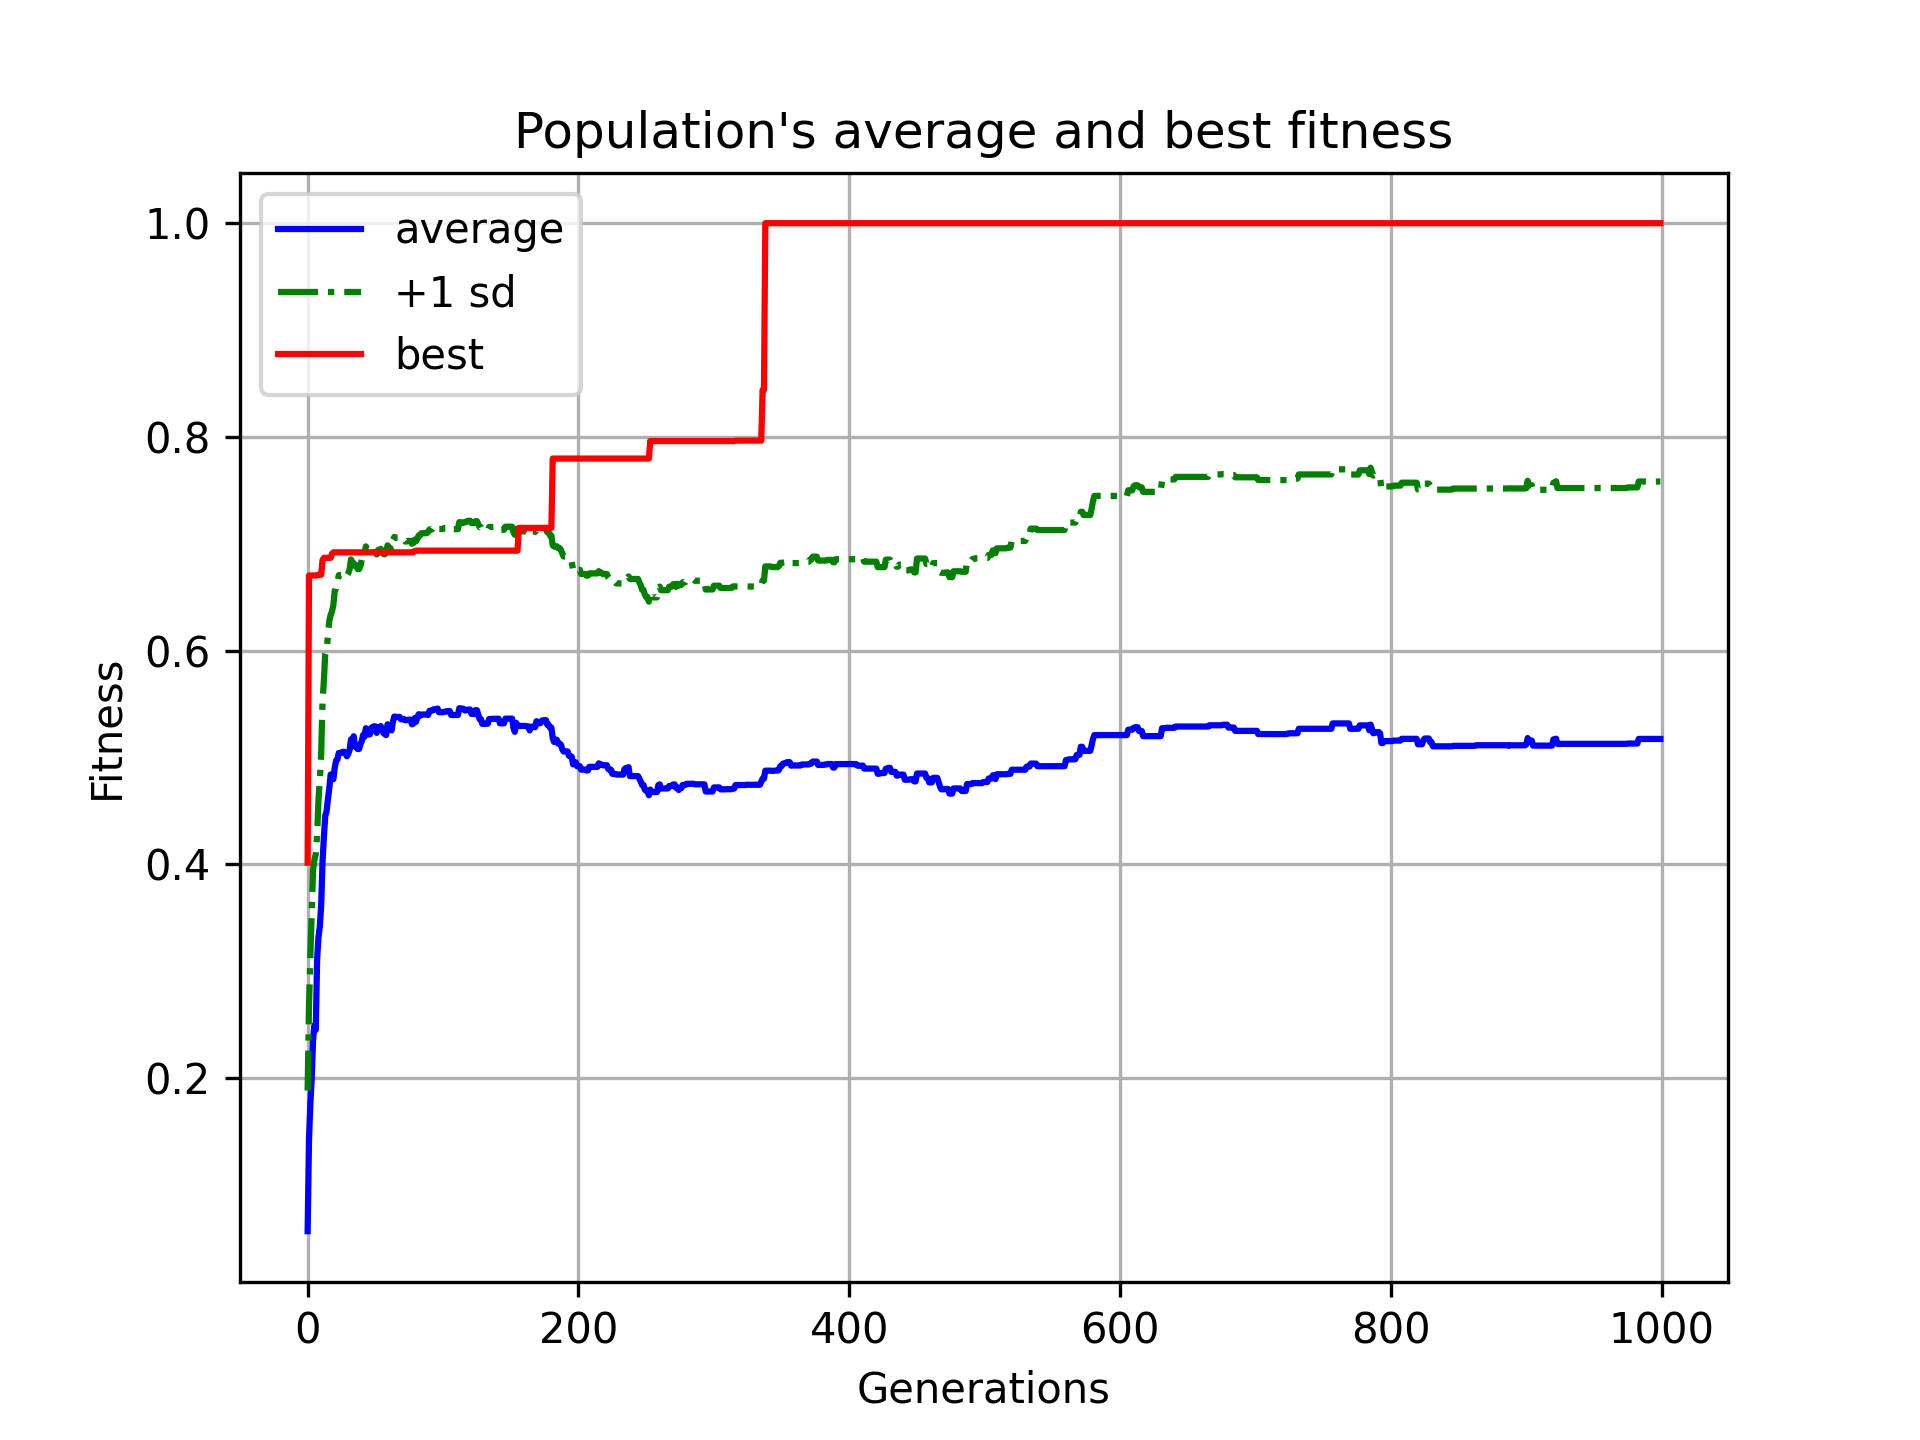 Population's average and best fitness
average
+1 sd
best
1.0
0.8
0.6
0.4
0.2
Fitness
0 200 400 600 800 1000
Generations